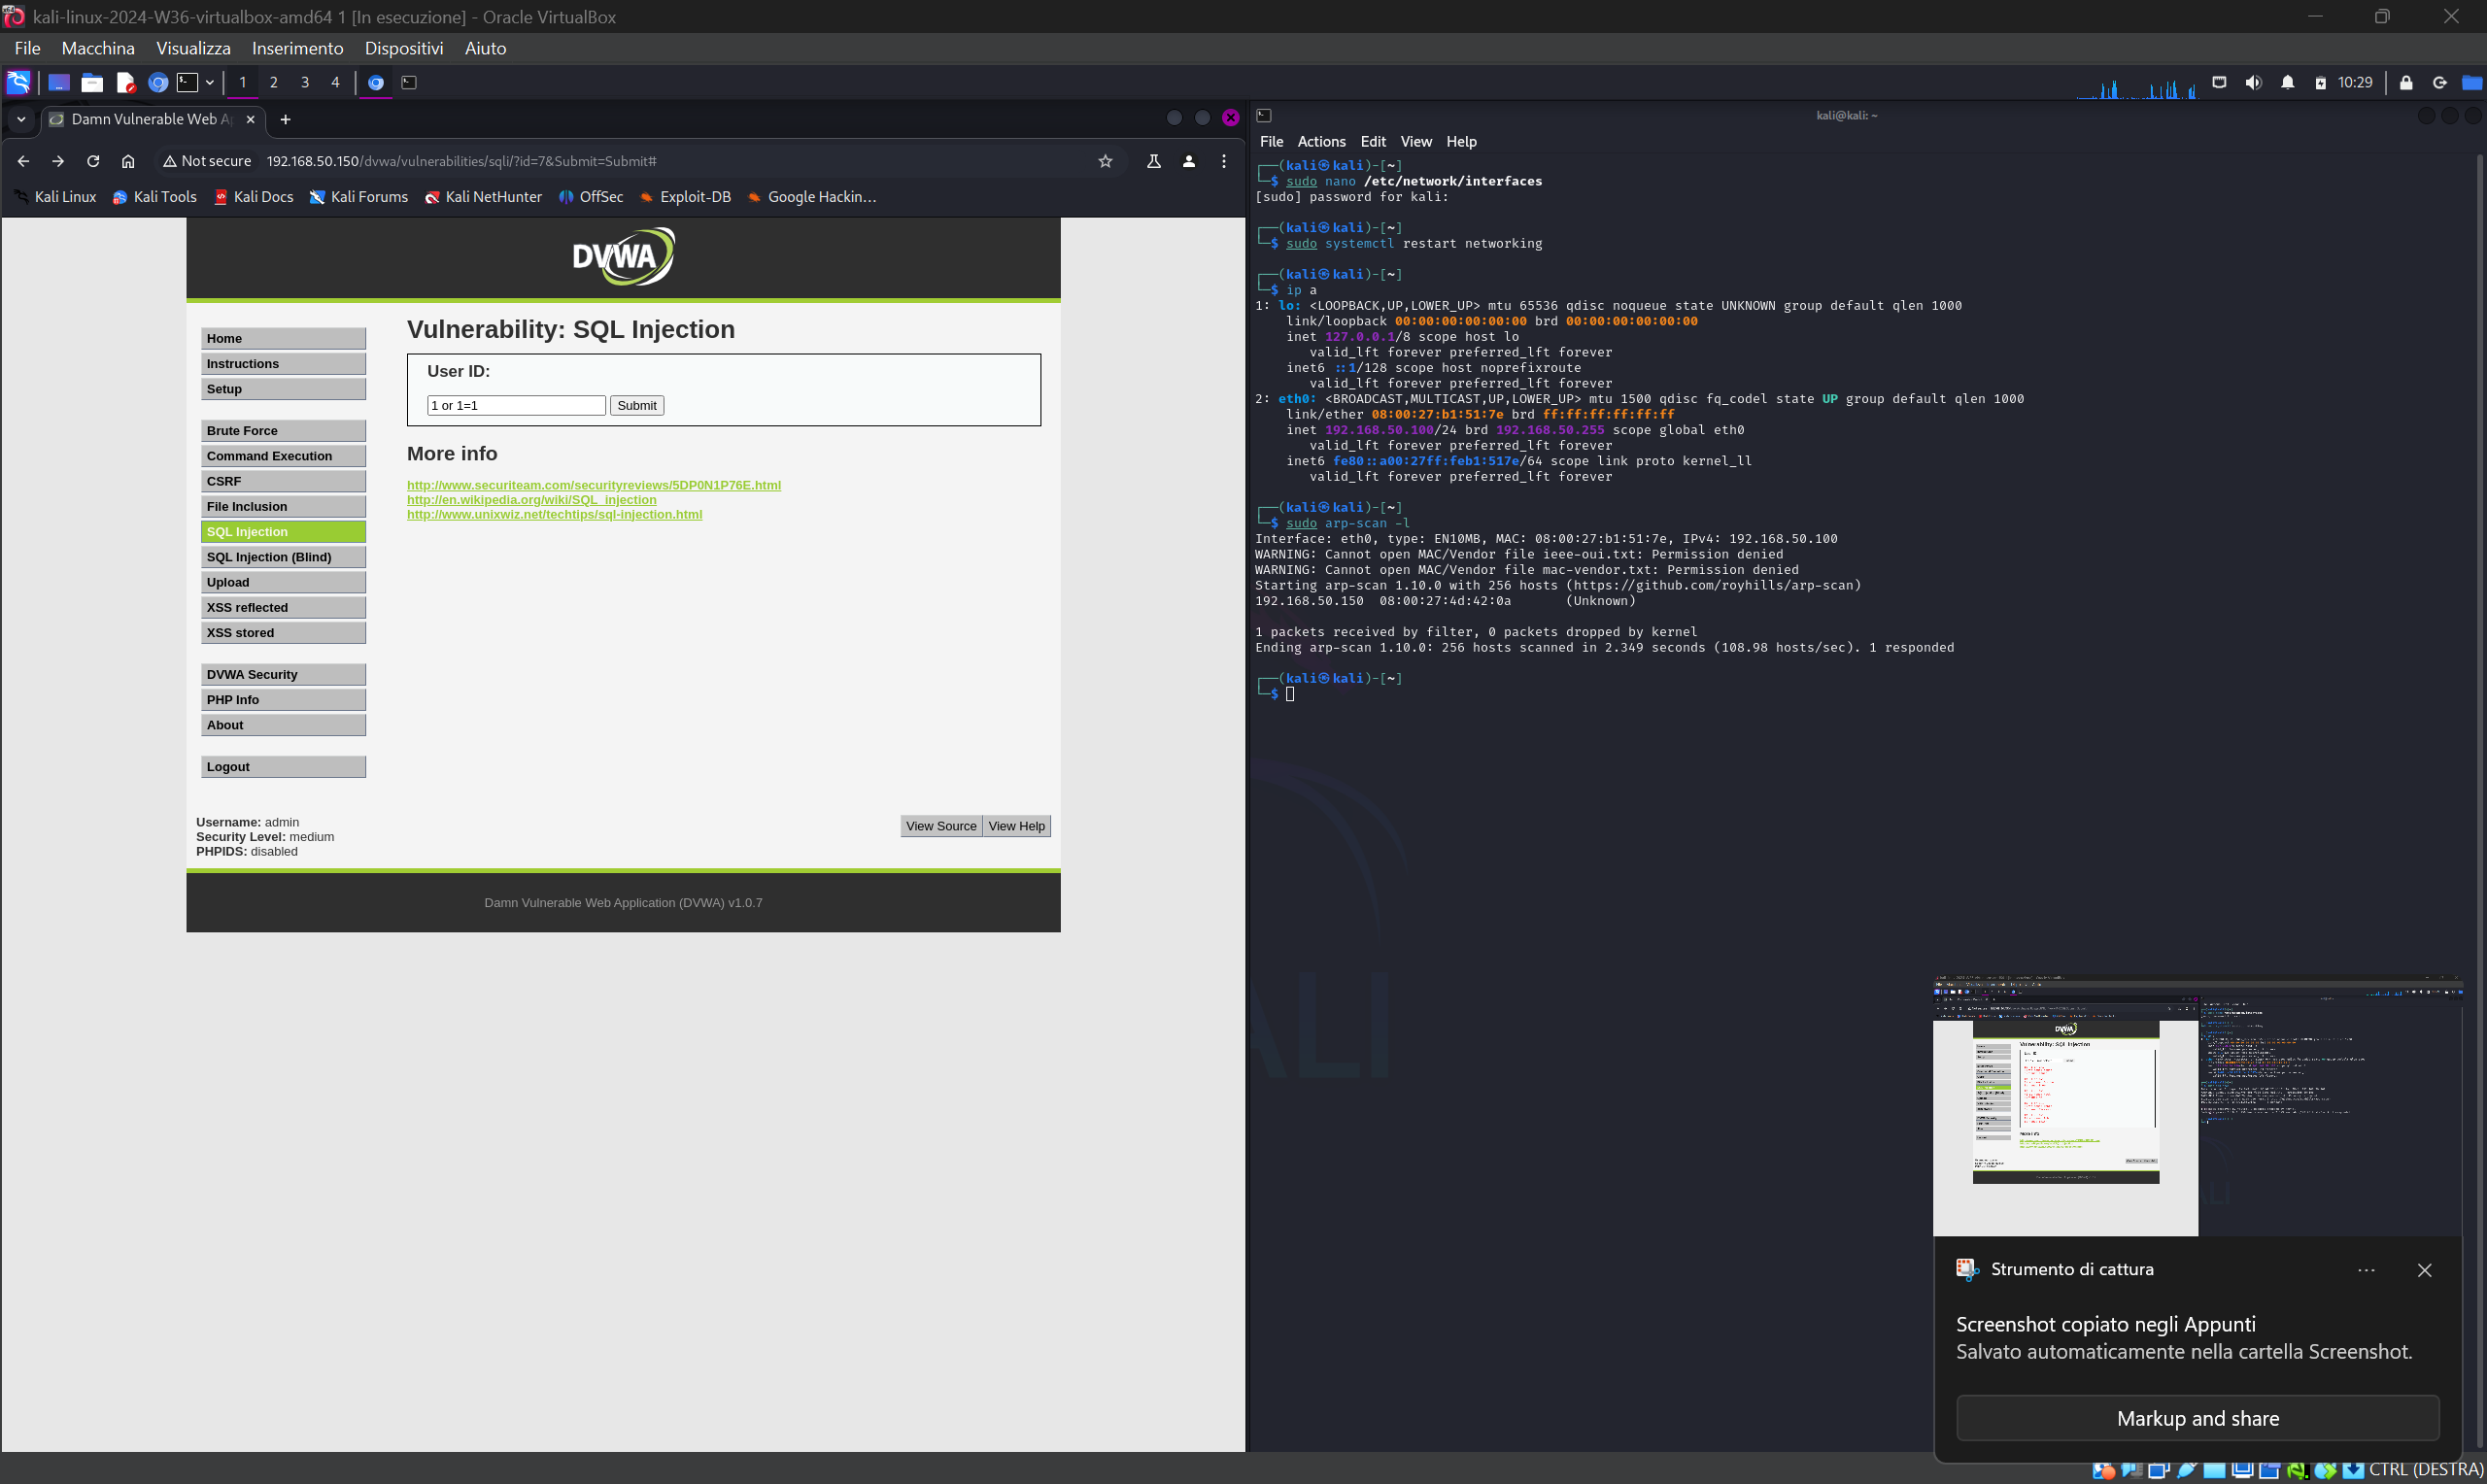 kali-linux-2024-W36-virtualbox-amd64 1 [In esecuzione] - Oracle VirtualBox
File Macchina Visualizza Inserimento Dispositivi Aiuto
1 2 3 4
10:29
Damn Vulnerable Web A
Not secure 192.168.50.150/dvwa/vulnerabilities/sqli/?id=7&Submit=Submit#
Kali Linux Kali Tools Kali Docs Kali Forums Kali NetHunter OffSec Exploit-DB Google Hackin…
DVWA
Home
Instructions
Setup
Brute Force
Command Execution
CSRF
File Inclusion
SQL Injection
SQL Injection (Blind)
Upload
XSS reflected
XSS stored
DVWA Security
PHP Info
About
Logout
Vulnerability: SQL Injection
User ID:
1 or 1=1 Submit
More info
http://www.securiteam.com/securityreviews/5DP0N1P76E.html
http://en.wikipedia.org/wiki/SQL_injection
http://www.unixwiz.net/techtips/sql-injection.html
Username: admin
Security Level: medium
PHPIDS: disabled
View Source View Help
Damn Vulnerable Web Application (DVWA) v1.0.7
kali@kali: ~
File Actions Edit View Help
┌──(kali㉿kali)-[~]
└─$ sudo nano /etc/network/interfaces
[sudo] password for kali:
┌──(kali㉿kali)-[~]
└─$ sudo systemctl restart networking
┌──(kali㉿kali)-[~]
└─$ ip a
1: lo: <LOOPBACK,UP,LOWER_UP> mtu 65536 qdisc noqueue state UNKNOWN group default qlen 1000
link/loopback 00:00:00:00:00:00 brd 00:00:00:00:00:00
inet 127.0.0.1/8 scope host lo
valid_lft forever preferred_lft forever
inet6 ::1/128 scope host noprefixroute
valid_lft forever preferred_lft forever
2: eth0: <BROADCAST,MULTICAST,UP,LOWER_UP> mtu 1500 qdisc fq_codel state UP group default qlen 1000
link/ether 08:00:27:b1:51:7e brd ff:ff:ff:ff:ff:ff
inet 192.168.50.100/24 brd 192.168.50.255 scope global eth0
valid_lft forever preferred_lft forever
inet6 fe80::a00:27ff:feb1:517e/64 scope link proto kernel_ll
valid_lft forever preferred_lft forever
┌──(kali㉿kali)-[~]
└─$ sudo arp-scan -l
Interface: eth0, type: EN10MB, MAC: 08:00:27:b1:51:7e, IPv4: 192.168.50.100
WARNING: Cannot open MAC/Vendor file ieee-oui.txt: Permission denied
WARNING: Cannot open MAC/Vendor file mac-vendor.txt: Permission denied
Starting arp-scan 1.10.0 with 256 hosts (https://github.com/royhills/arp-scan)
192.168.50.150 08:00:27:4d:42:0a (Unknown)
1 packets received by filter, 0 packets dropped by kernel
Ending arp-scan 1.10.0: 256 hosts scanned in 2.349 seconds (108.98 hosts/sec). 1 responded
┌──(kali㉿kali)-[~]
└─$
Vulnerability: SQL Injection
Strumento di cattura
Screenshot copiato negli Appunti
Salvato automaticamente nella cartella Screenshot.
Markup and share
CTRL (DESTRA)